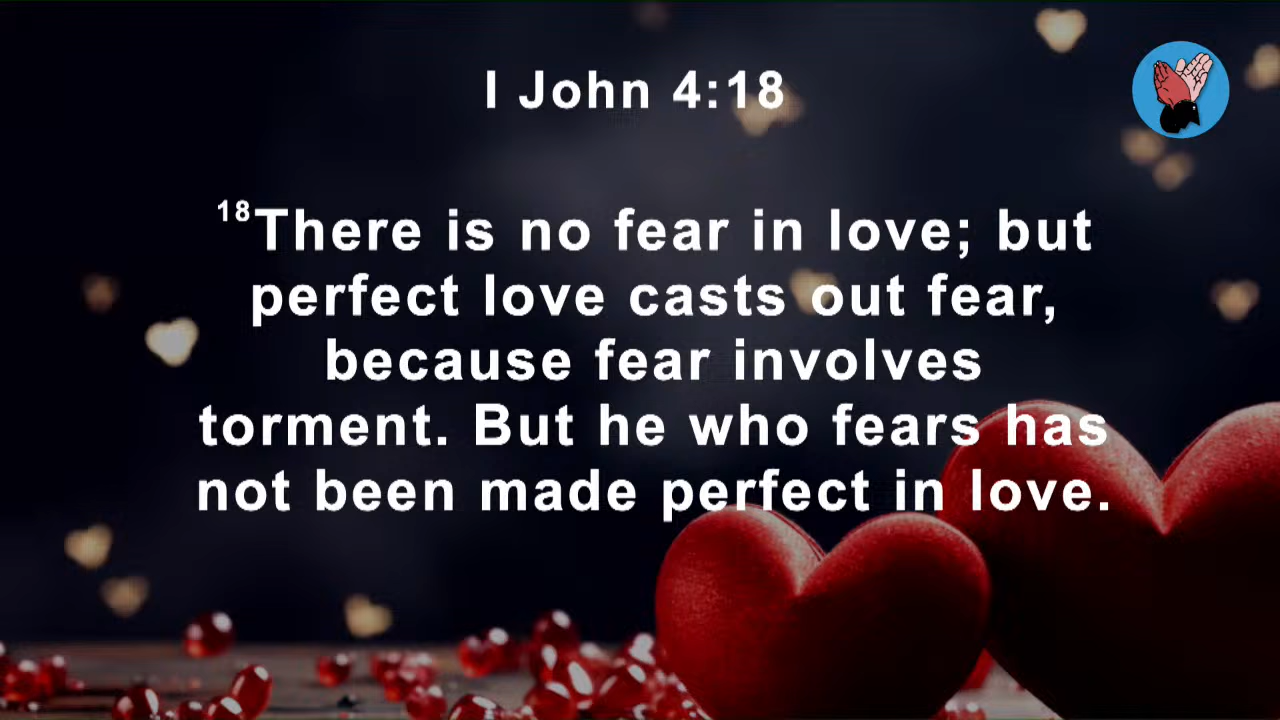 I John 4:18
18There is no fear in love; but
perfect love casts out fear,
because fear involves
torment. But he who fears has
not been made perfect in love.